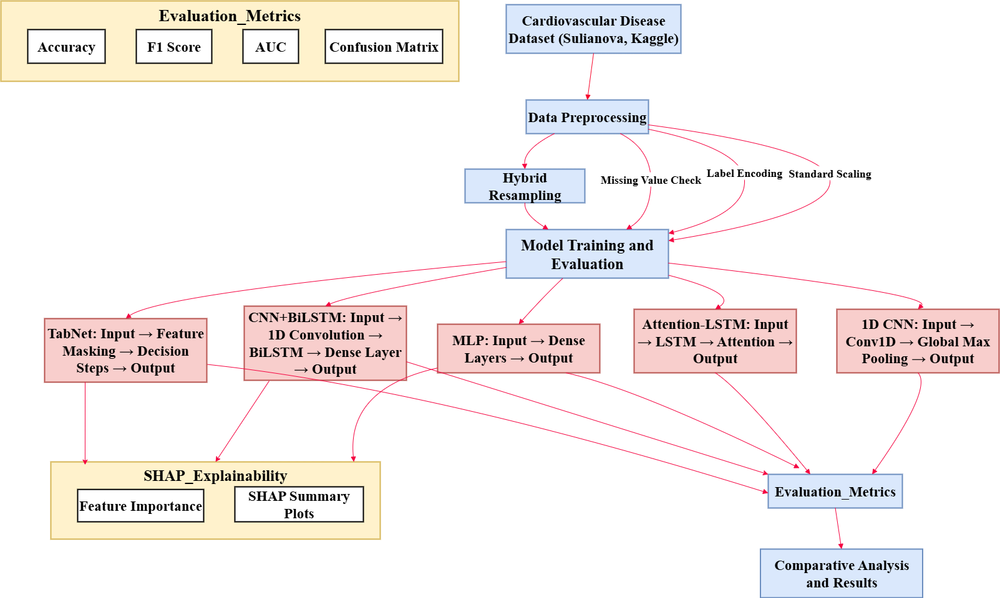 Evaluation_Metrics
Accuracy
F1 Score
AUC
Confusion Matrix
Cardiovascular Disease
Dataset (Sulianova, Kaggle)
Data Preprocessing
Hybrid
Resampling
Missing Value Check
Label Encoding
Standard Scaling
Model Training and
Evaluation
TabNet: Input → Feature
Masking → Decision
Steps → Output
CNN+BiLSTM: Input →
1D Convolution →
BiLSTM → Dense Layer
→ Output
MLP: Input → Dense
Layers → Output
Attention-LSTM: Input
→ LSTM → Attention →
Output
1D CNN: Input →
Conv1D → Global Max
Pooling → Output
SHAP_Explainability
Feature Importance
SHAP Summary
Plots
Evaluation_Metrics
Comparative Analysis
and Results